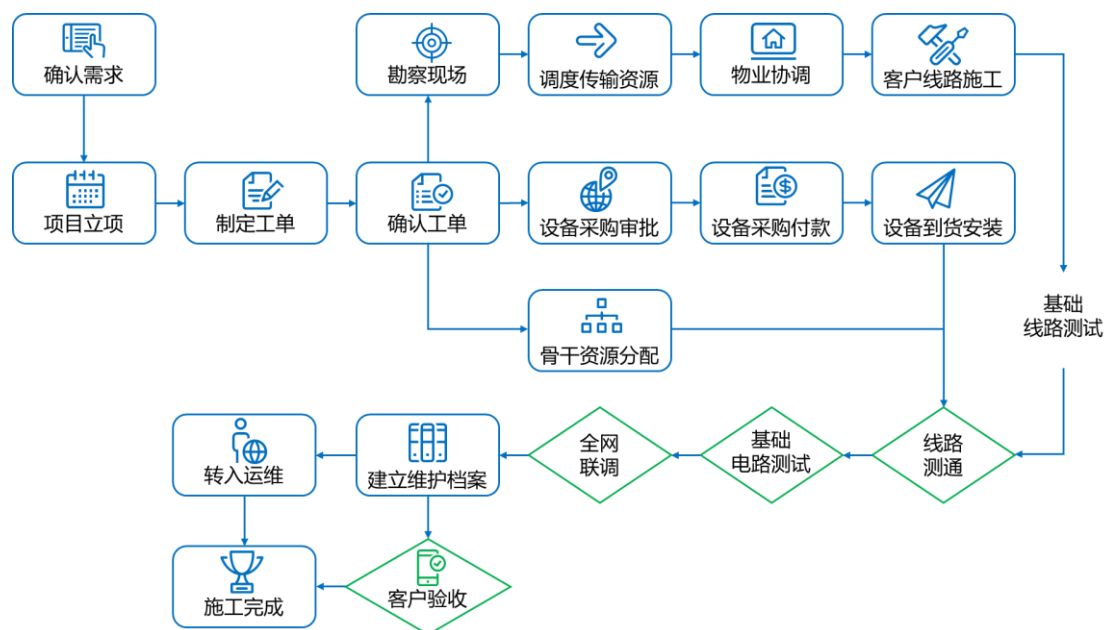 确认需求
勘察现场
调度传输资源
物业协调
客户线路施工
项目立项
制定工单
确认工单
设备采购审批
设备采购付款
设备到货安装
骨干资源分配
基础
线路测试
转入运维
建立维护档案
全网
联调
基础
电路测试
线路
测通
施工完成
客户验收